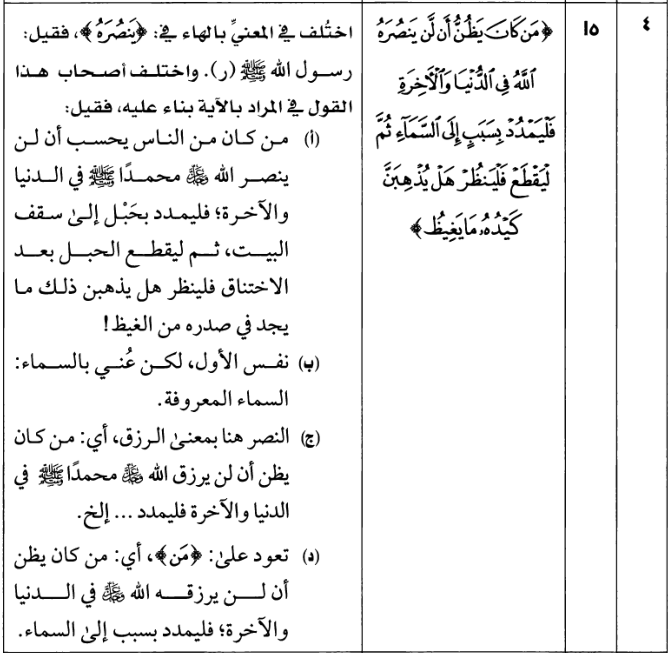 ٤
١٥
﴿مَن كَانَ يَظُنُّ أَن لَّن يَنصُرَهُ
اللَّهُ فِي الدُّنْيَا وَالْآخِرَةِ
فَلْيَمْدُدْ بِسَبَبٍ إِلَى السَّمَاءِ ثُمَّ
لْيَقْطَعْ فَلْيَنظُرْ هَلْ يُذْهِبَنَّ
كَيْدُهُ مَا يَغِيظُ﴾
اختُلف في المعنيِّ بالهاء في: ﴿يَنصُرَهُ﴾، فقيل:
رسول الله ﷺ (ر). واختلف أصحاب هذا
القول في المراد بالآية بناء عليه، فقيل:
(أ) من كان من الناس يحسب أن لن
ينصر الله ﷻ محمدًا ﷺ في الدنيا
والآخرة؛ فليمدد بحَبْل إلىٰ سقف
البيت، ثم ليقطع الحبل بعد
الاختناق فلينظر هل يذهبن ذلك ما
يجد في صدره من الغيظ!
(ب) نفس الأول، لكن عُني بالسماء:
السماء المعروفة.
(ج) النصر هنا بمعنىٰ الرزق، أي: من كان
يظن أن لن يرزق الله ﷻ محمدًا ﷺ في
الدنيا والآخرة فليمدد ... إلخ.
(د) تعود علىٰ: ﴿مَن﴾، أي: من كان يظن
أن لن يرزقه الله ﷻ في الدنيا
والآخرة؛ فليمدد بسبب إلىٰ السماء.